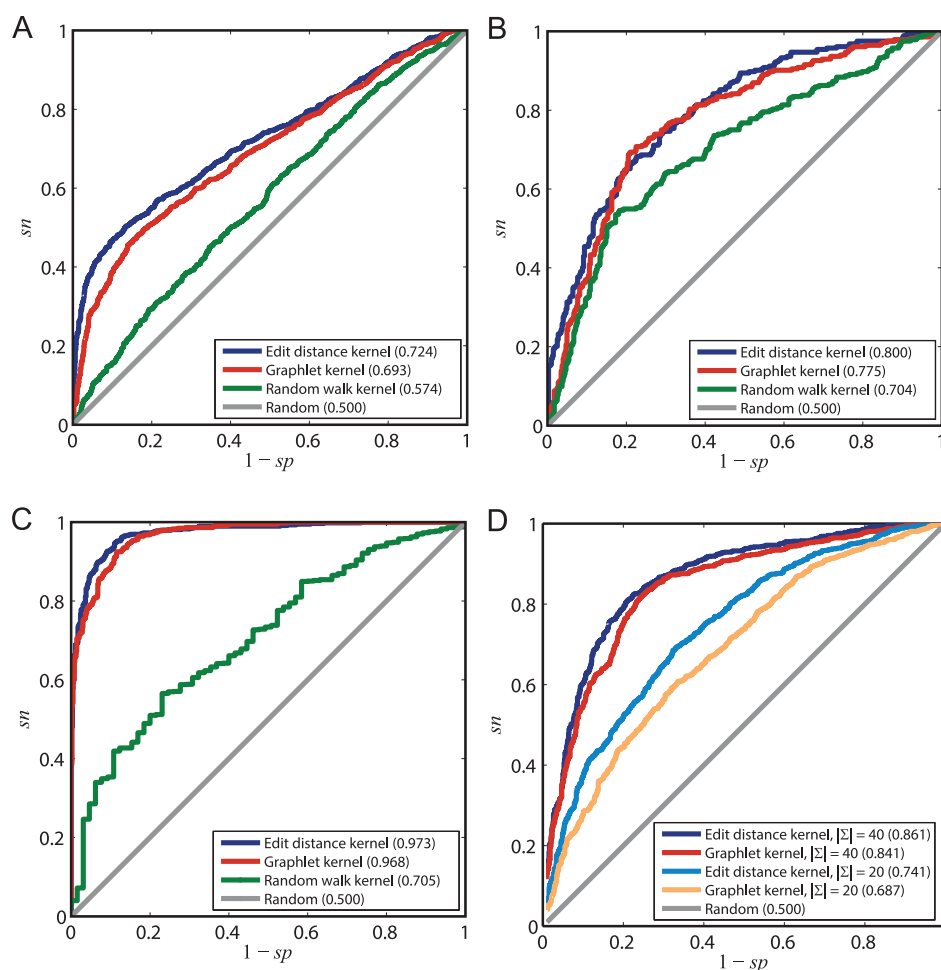 A
1
0.8
0.6
0.4
0.2
0
sn
0 0.2 0.4 0.6 0.8 1
1 − sp
Edit distance kernel (0.724)
Graphlet kernel (0.693)
Random walk kernel (0.574)
Random (0.500)
B
1
0.8
0.6
0.4
0.2
0
sn
0 0.2 0.4 0.6 0.8 1
1 − sp
Edit distance kernel (0.800)
Graphlet kernel (0.775)
Random walk kernel (0.704)
Random (0.500)
C
1
0.8
0.6
0.4
0.2
0
sn
0 0.2 0.4 0.6 0.8 1
1 − sp
Edit distance kernel (0.973)
Graphlet kernel (0.968)
Random walk kernel (0.705)
Random (0.500)
D
1
0.8
0.6
0.4
0.2
0
sn
0 0.2 0.4 0.6 0.8 1
1 − sp
Edit distance kernel, |Σ| = 40 (0.861)
Graphlet kernel, |Σ| = 40 (0.841)
Edit distance kernel, |Σ| = 20 (0.741)
Graphlet kernel, |Σ| = 20 (0.687)
Random (0.500)